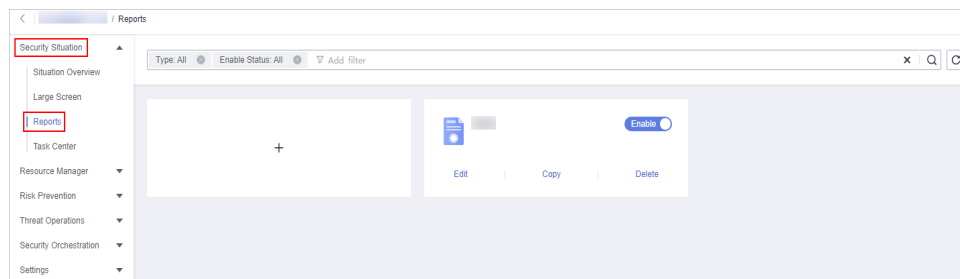 / Reports
Security Situation
Type: All Enable Status: All Add filter
Situation Overview
Large Screen
Reports
Enable
Task Center
+
Resource Manager
Edit Copy Delete
Risk Prevention
Threat Operations
Security Orchestration
Settings